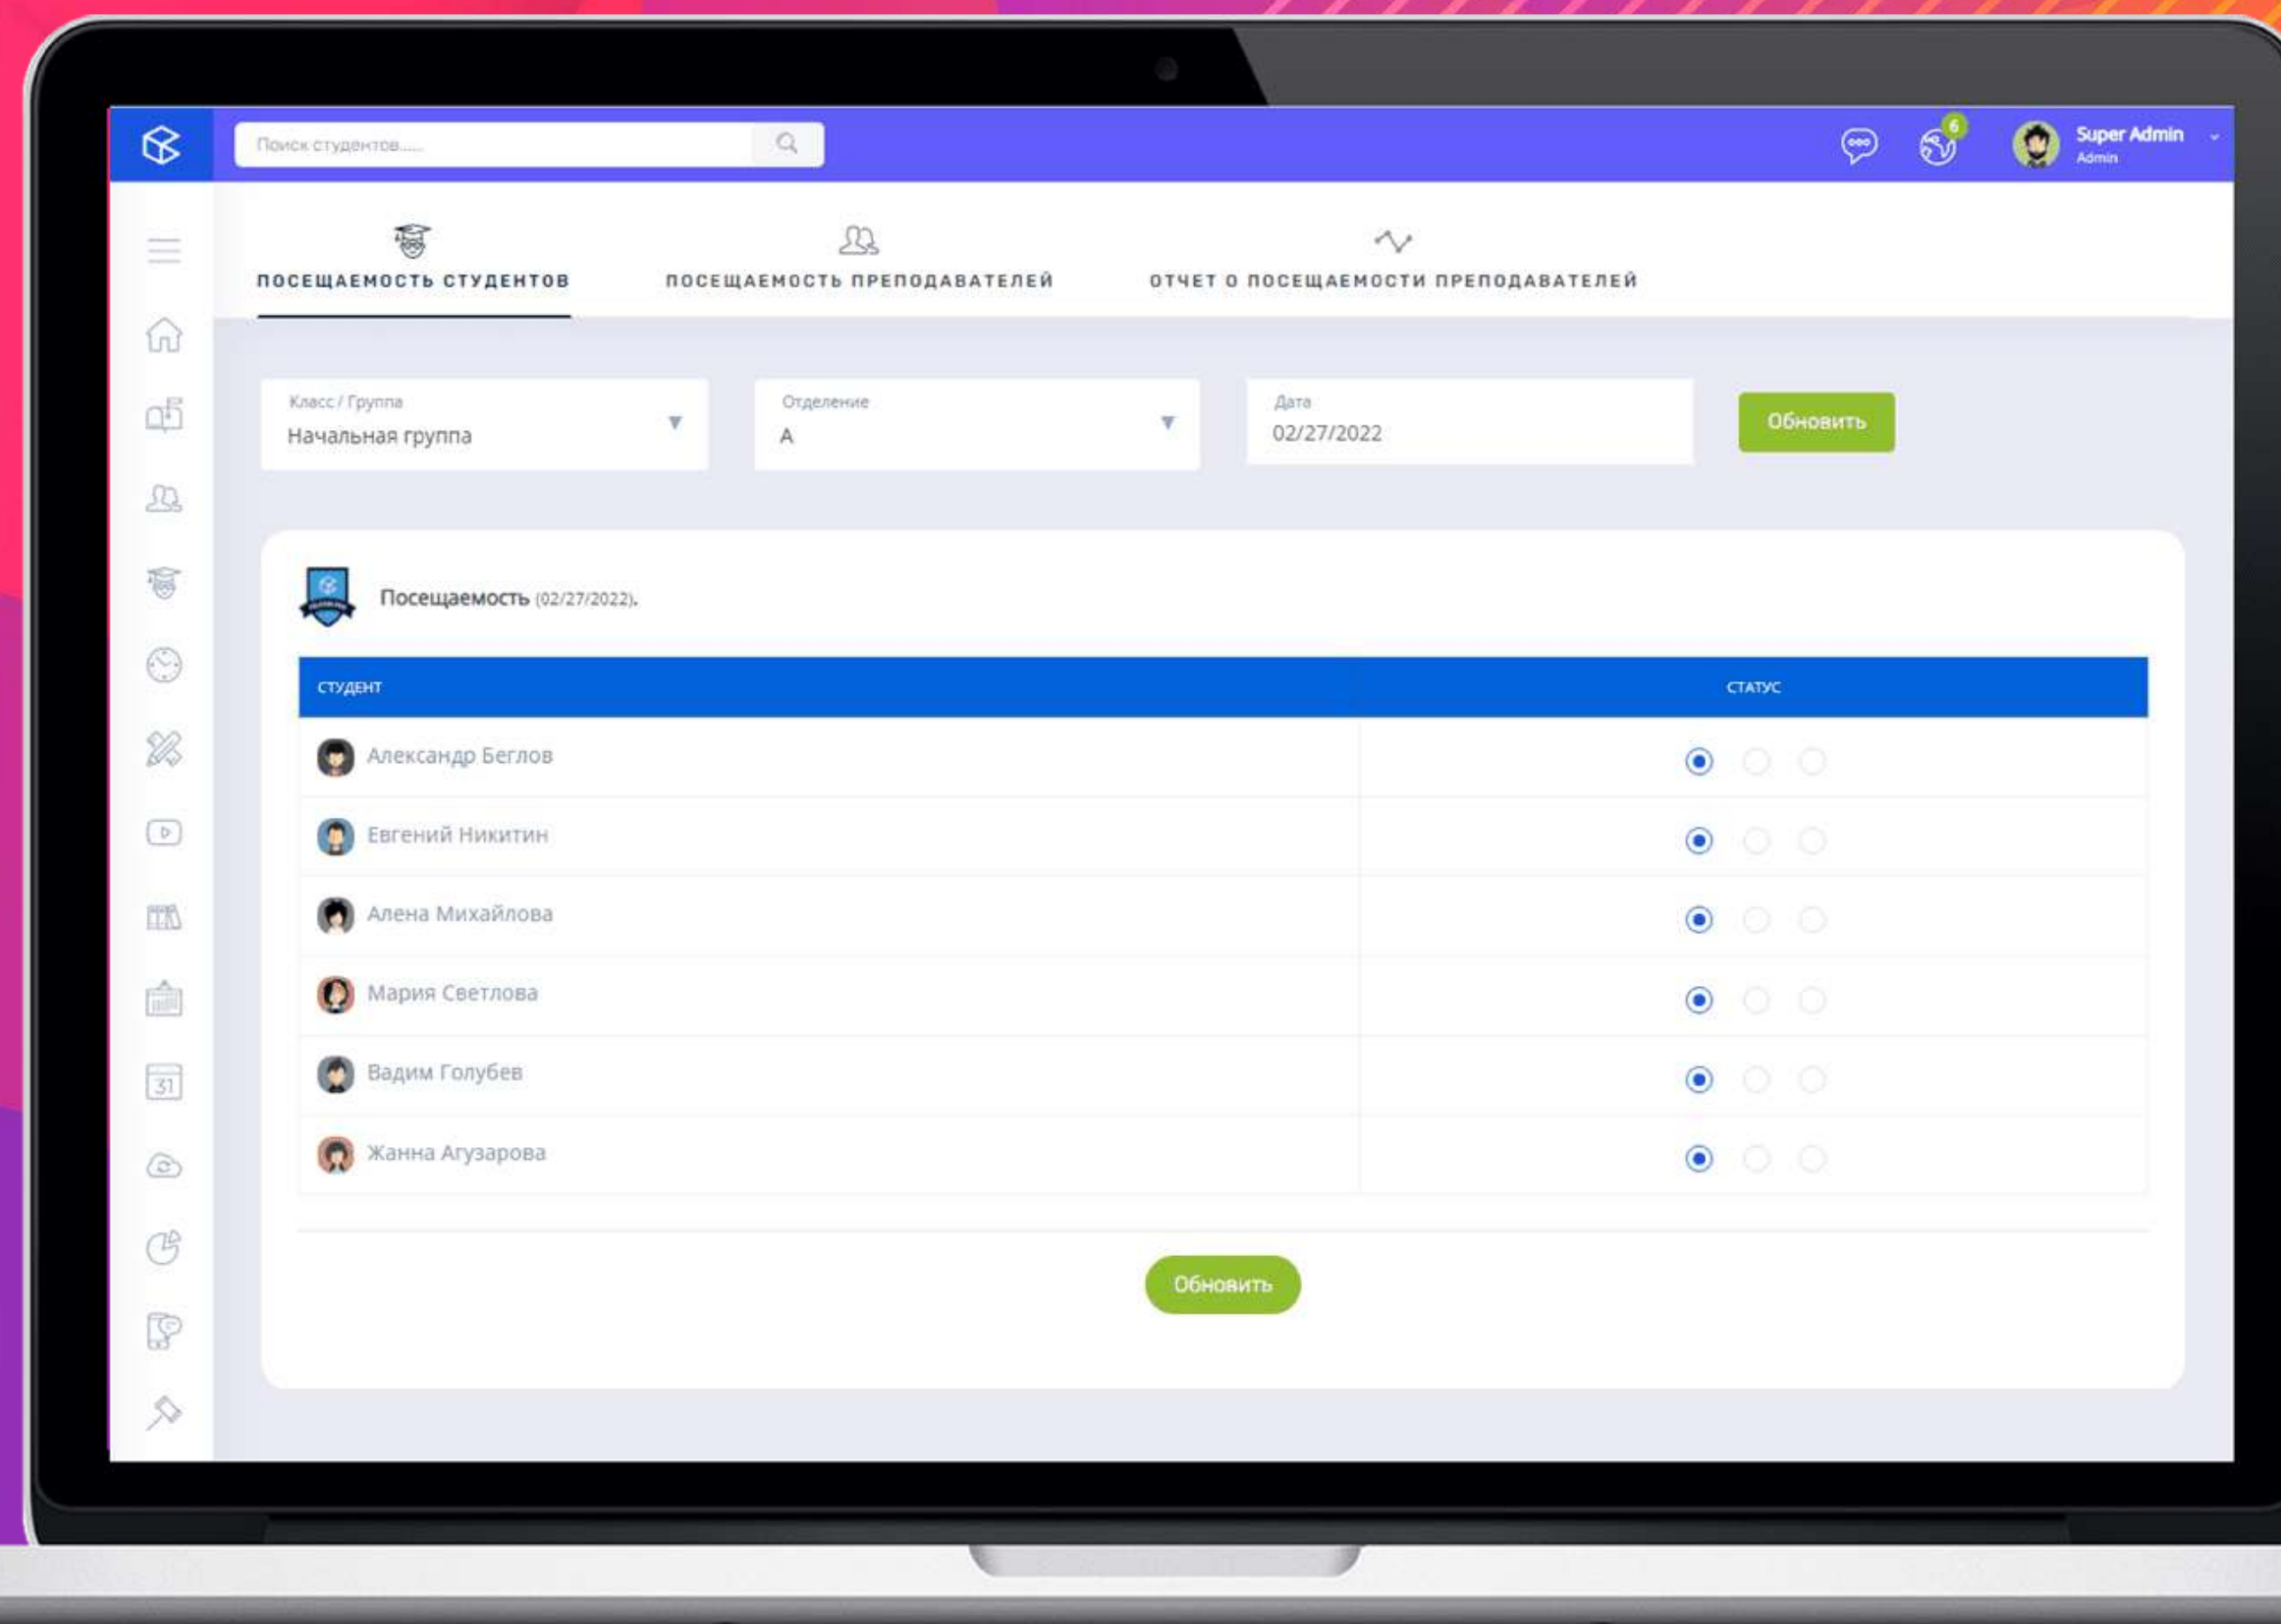 Поиск студентов.....
6
Super Admin
Admin
ПОСЕЩАЕМОСТЬ СТУДЕНТОВ
ПОСЕЩАЕМОСТЬ ПРЕПОДАВАТЕЛЕЙ
ОТЧЕТ О ПОСЕЩАЕМОСТИ ПРЕПОДАВАТЕЛЕЙ
Класс / Группа
Начальная группа
Отделение
А
Дата
02/27/2022
Обновить
Посещаемость (02/27/2022).
СТУДЕНТ
СТАТУС
Александр Беглов
Евгений Никитин
Алена Михайлова
Мария Светлова
Вадим Голубев
Жанна Агузарова
31
Обновить